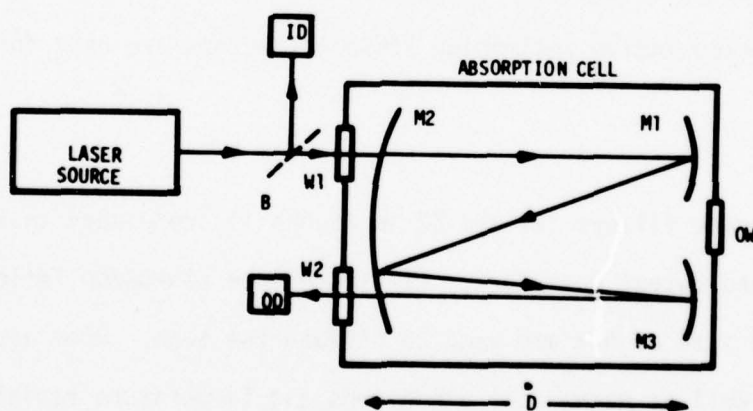 ID
ABSORPTION CELL
M2
M1
LASER
SOURCE
B
W1
OW
W2
OD
M3
D